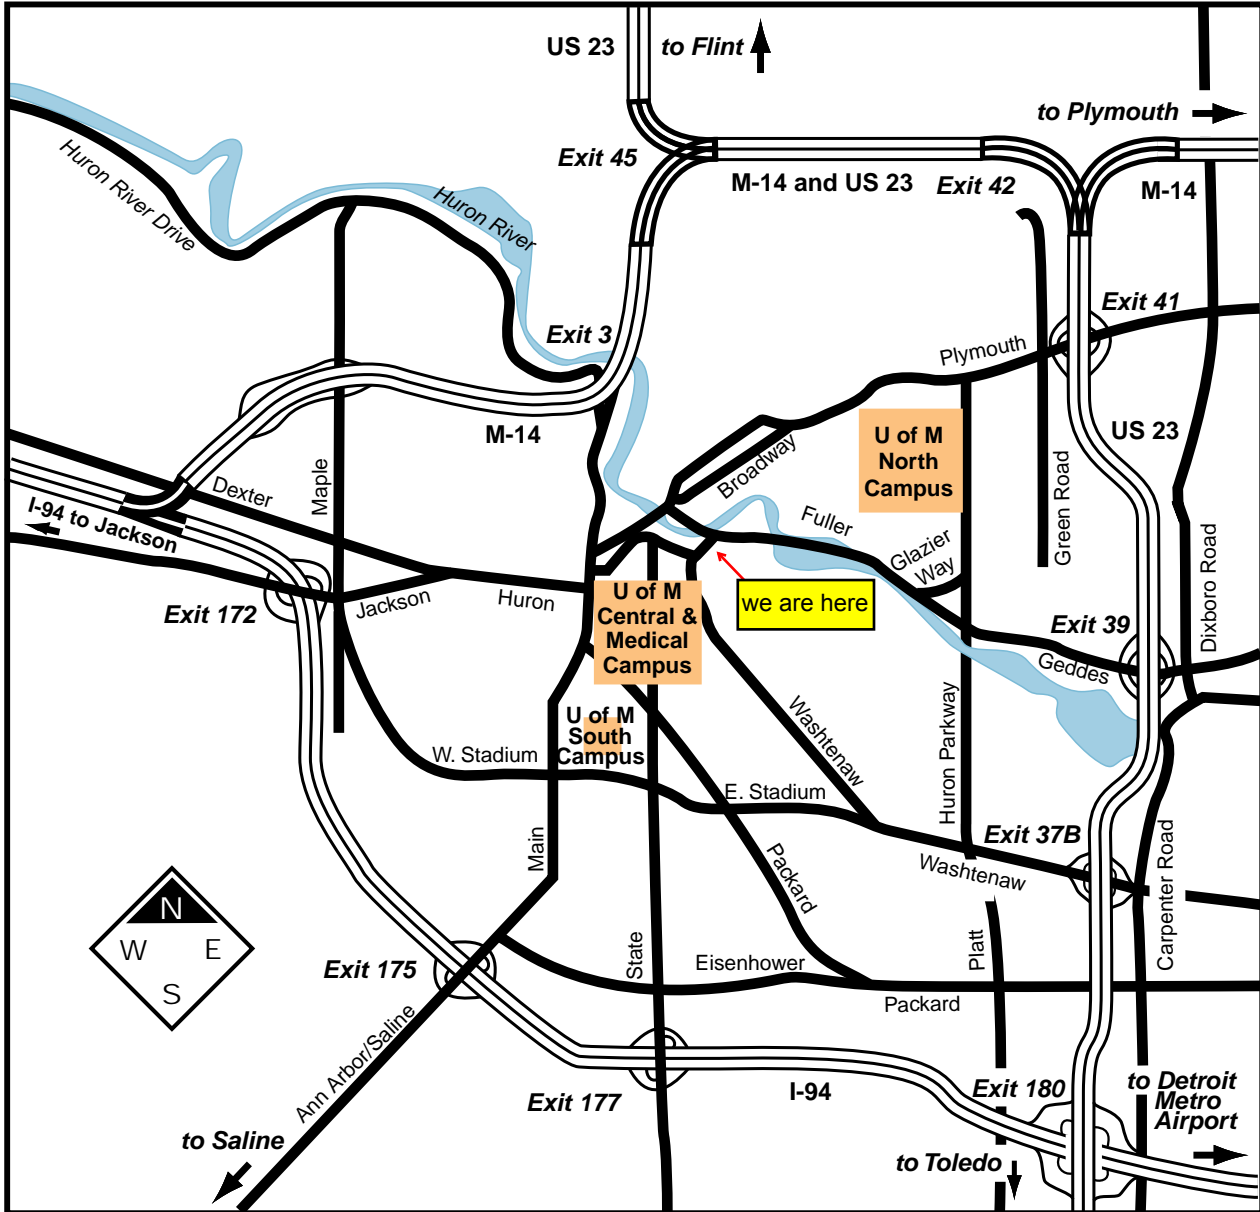 US 23
to Flint
to Plymouth
Exit 45
M-14 and US 23
Exit 42
M-14
Huron River Drive
Huron River
Exit 41
Exit 3
Plymouth
M-14
US 23
U of M
North
Campus
Broadway
Green Road
Dexter
Maple
I-94 to Jackson
Fuller
Glazier
Way
Dixboro Road
we are here
Exit 172
Jackson
Huron
U of M
Central &
Medical
Campus
Exit 39
Geddes
U of M
South
Campus
W. Stadium
Washtenaw
Huron Parkway
E. Stadium
Exit 37B
Main
Packard
Washtenaw
Carpenter Road
N
W
E
S
Exit 175
State
Eisenhower
Platt
Packard
Ann Arbor/Saline
Exit 177
I-94
Exit 180
to Detroit
Metro
Airport
to Saline
to Toledo